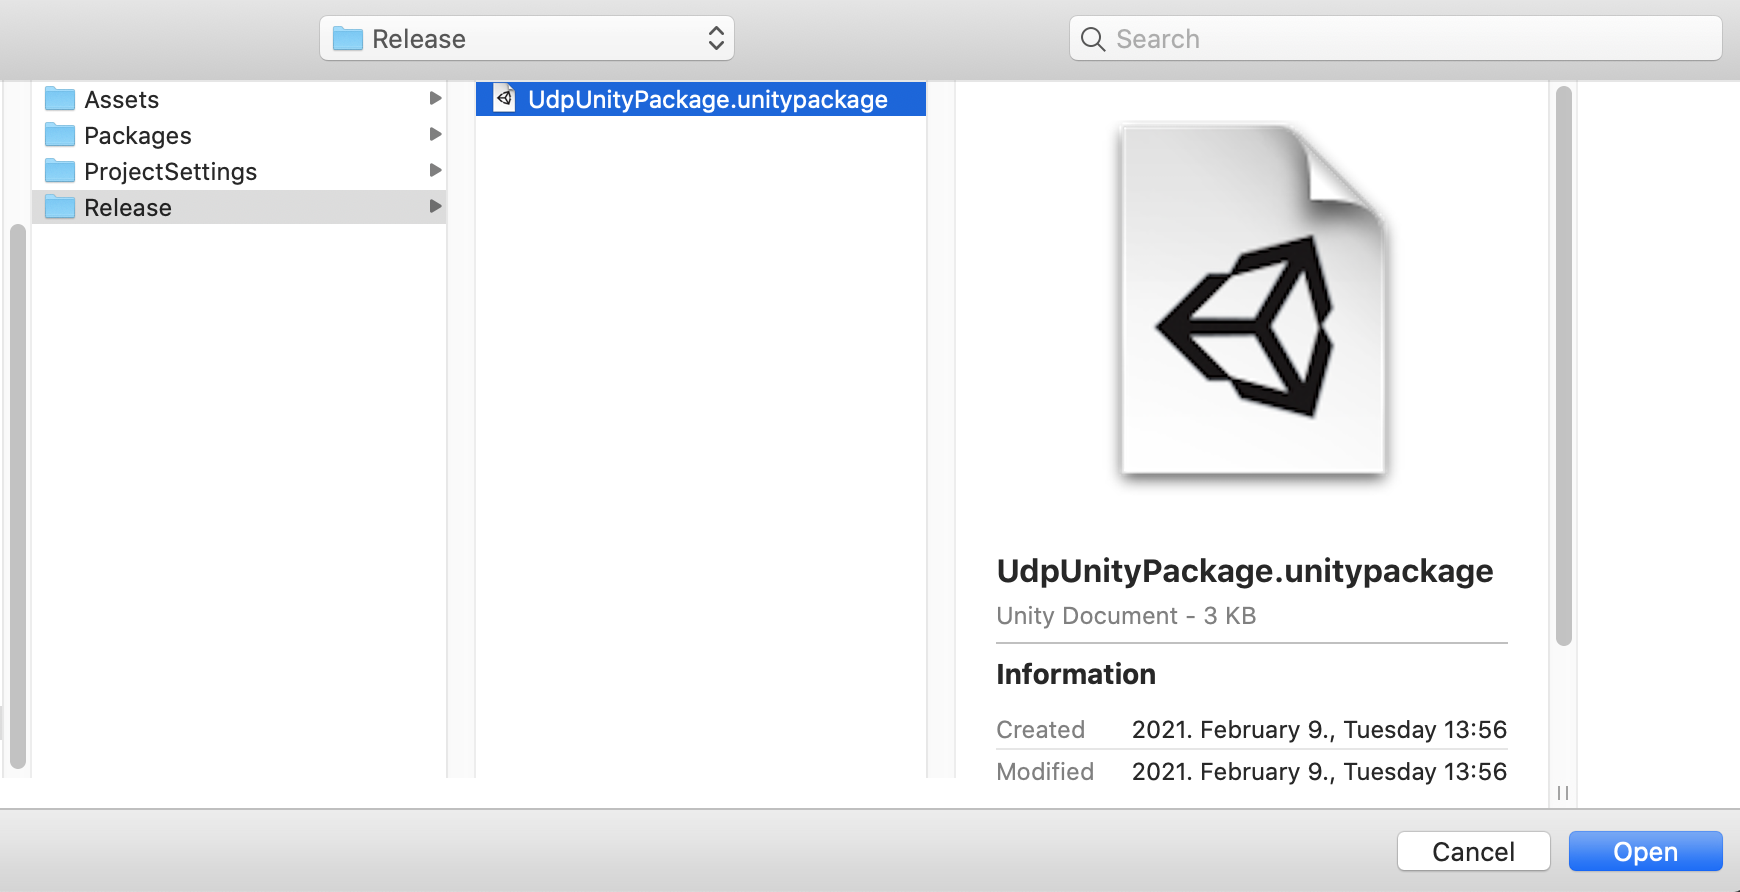 Release
Search
Assets
Packages
ProjectSettings
Release
UdpUnityPackage.unitypackage
UdpUnityPackage.unitypackage
Unity Document - 3 KB
Information
Created 2021. February 9., Tuesday 13:56
Modified 2021. February 9., Tuesday 13:56
Cancel
Open